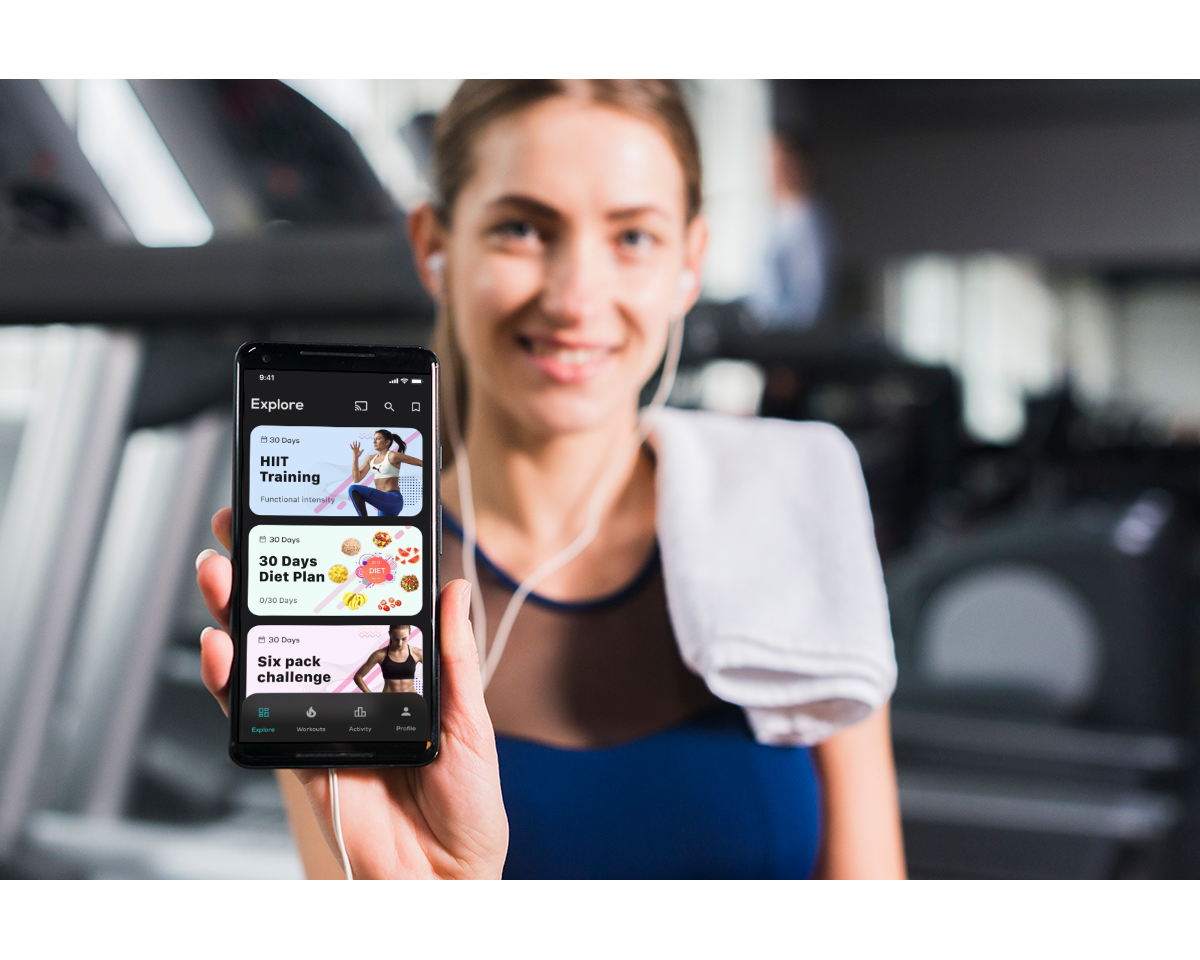 9:41
Explore
30 Days
HIIT
Training
Functional intensity
30 Days
30 Days
Diet Plan
0/30 Days
DIET
30 Days
Six pack
challenge
Explore
Workouts
Activity
Profile